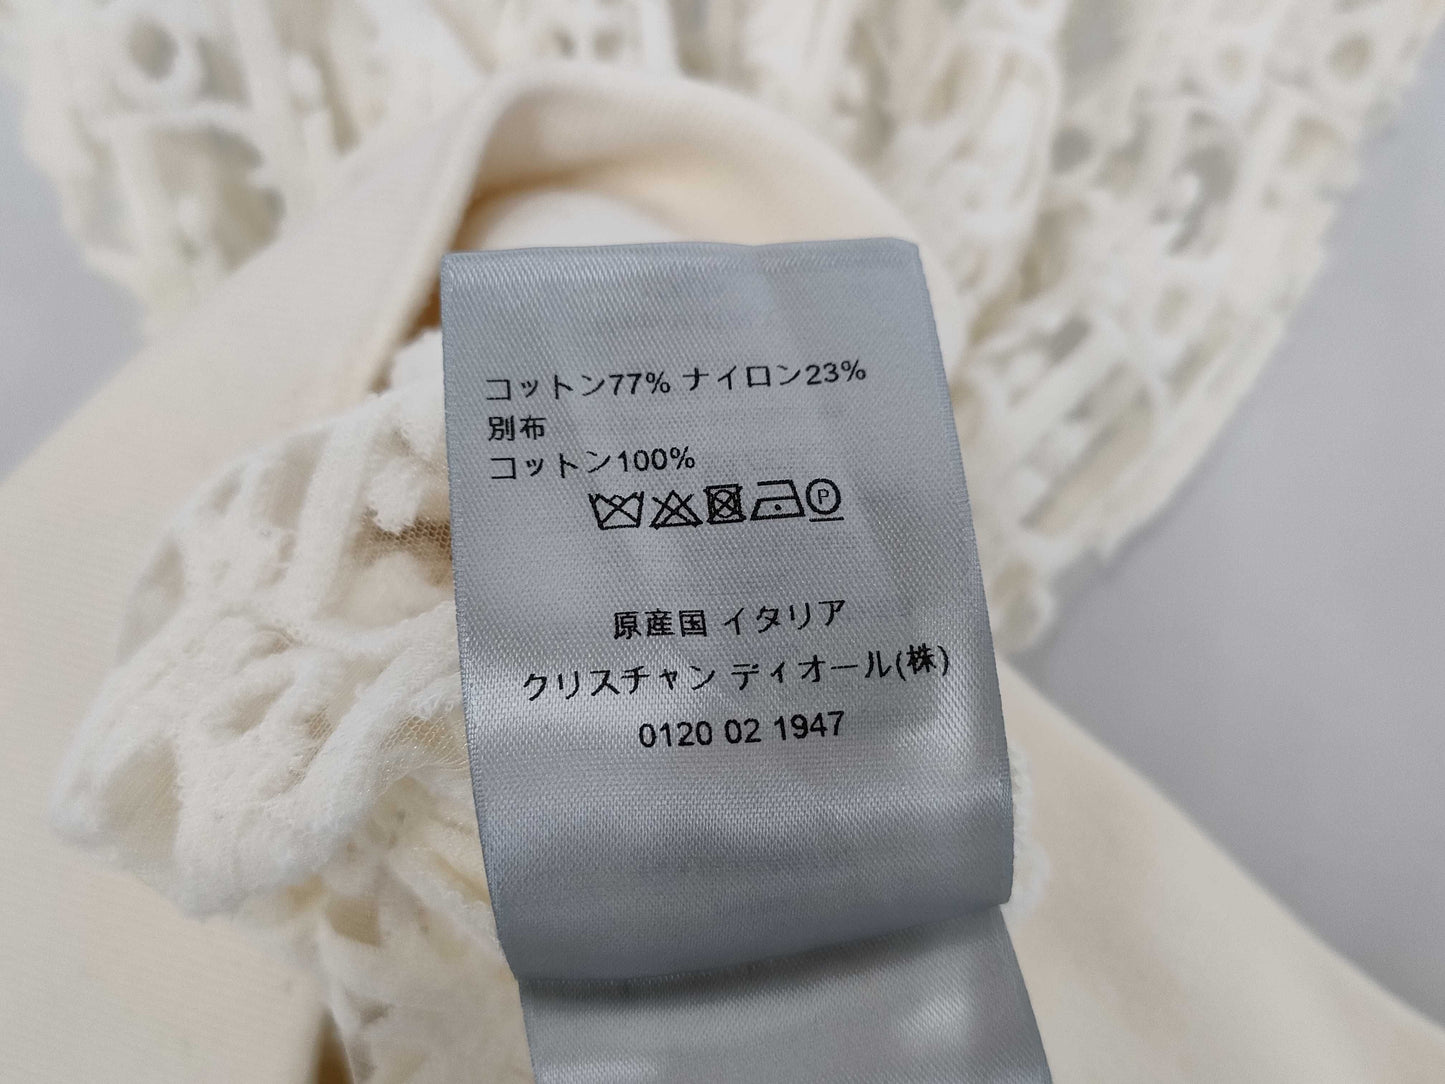 コットン77% ナイロン23%
別布
コットン100%
P
原産国 イタリア
クリスチャン ディオール(株)
0120 02 1947